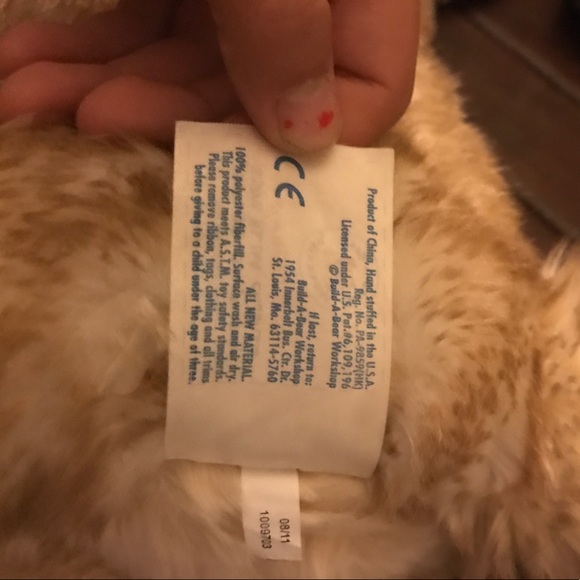 Product of China, Hand stuffed in the U.S.A.
Reg. No. PA-9859(HK)
Licensed under U.S. Pat.#6,109,196
© Build-A-Bear Workshop
If lost, return to:
Build-A-Bear Workshop
1954 Innerbelt Bus. Ctr. Dr.
St. Louis, Mo. 63114-5760
CE
ALL NEW MATERIAL
100% polyester fiberfill. Surface wash and air dry.
This product meets A.S.T.M. toy safety standards.
Please remove ribbon, tags, clothing and all trims
before giving to a child under the age of three.
08/11
1009703